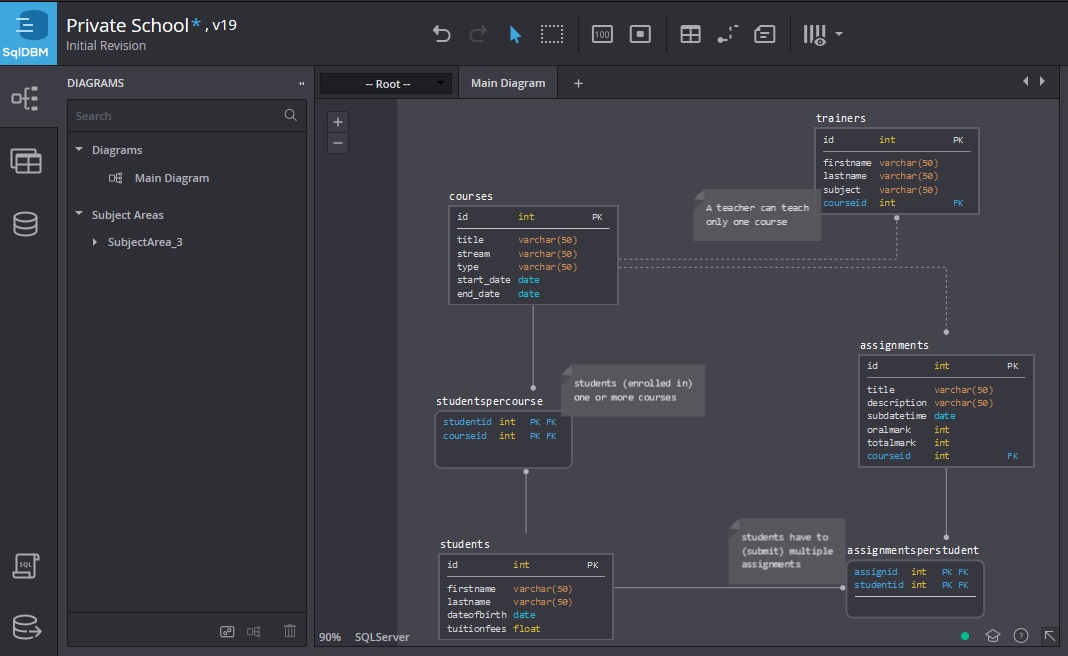 SqlDBM
Private School* , v19
Initial Revision
100
DIAGRAMS
-- Root --
Main Diagram
+
Search
Diagrams
Main Diagram
Subject Areas
SubjectArea_3
+
−
trainers
id int PK
firstname varchar(50)
lastname varchar(50)
subject varchar(50)
courseid int FK
A teacher can teach
only one course
courses
id int PK
title varchar(50)
stream varchar(50)
type varchar(50)
start_date date
end_date date
assignments
id int PK
title varchar(50)
description varchar(50)
subdatetime date
oralmark int
totalmark int
courseid int FK
students (enrolled in)
one or more courses
studentspercourse
studentid int PK FK
courseid int PK FK
students
id int PK
firstname varchar(50)
lastname varchar(50)
dateofbirth date
tuitionfees float
students have to
(submit) multiple
assignments
assignmentsperstudent
assignid int PK FK
studentid int PK FK
SQL
90% SQLServer
?